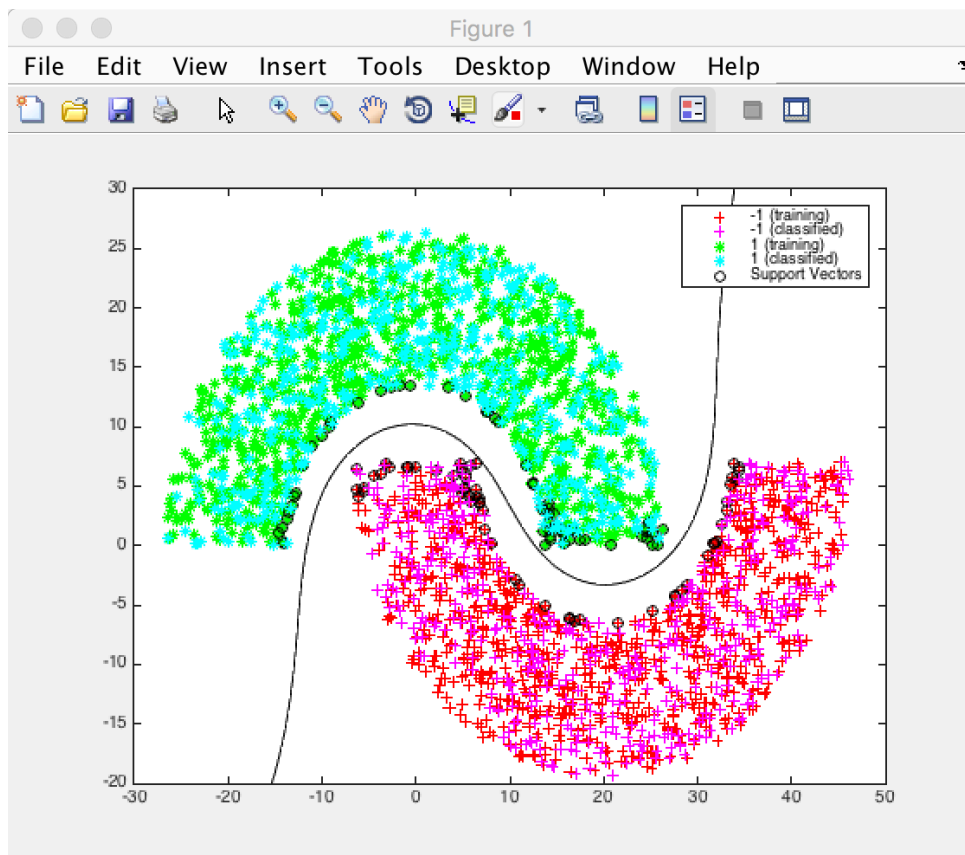 Figure 1
File Edit View Insert Tools Desktop Window Help
30
25
20
15
10
5
0
-5
-10
-15
-20
-30 -20 -10 0 10 20 30 40 50
-1 (training)
-1 (classified)
1 (training)
1 (classified)
Support Vectors